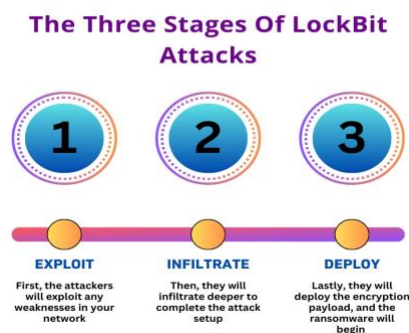 The Three Stages Of LockBit
Attacks
1
2
3
EXPLOIT
First, the attackers
will exploit any
weaknesses in your
network
INFILTRATE
Then, they will
infiltrate deeper to
complete the attack
setup
DEPLOY
Lastly, they will
deploy the encryption
payload, and the
ransomware will
begin